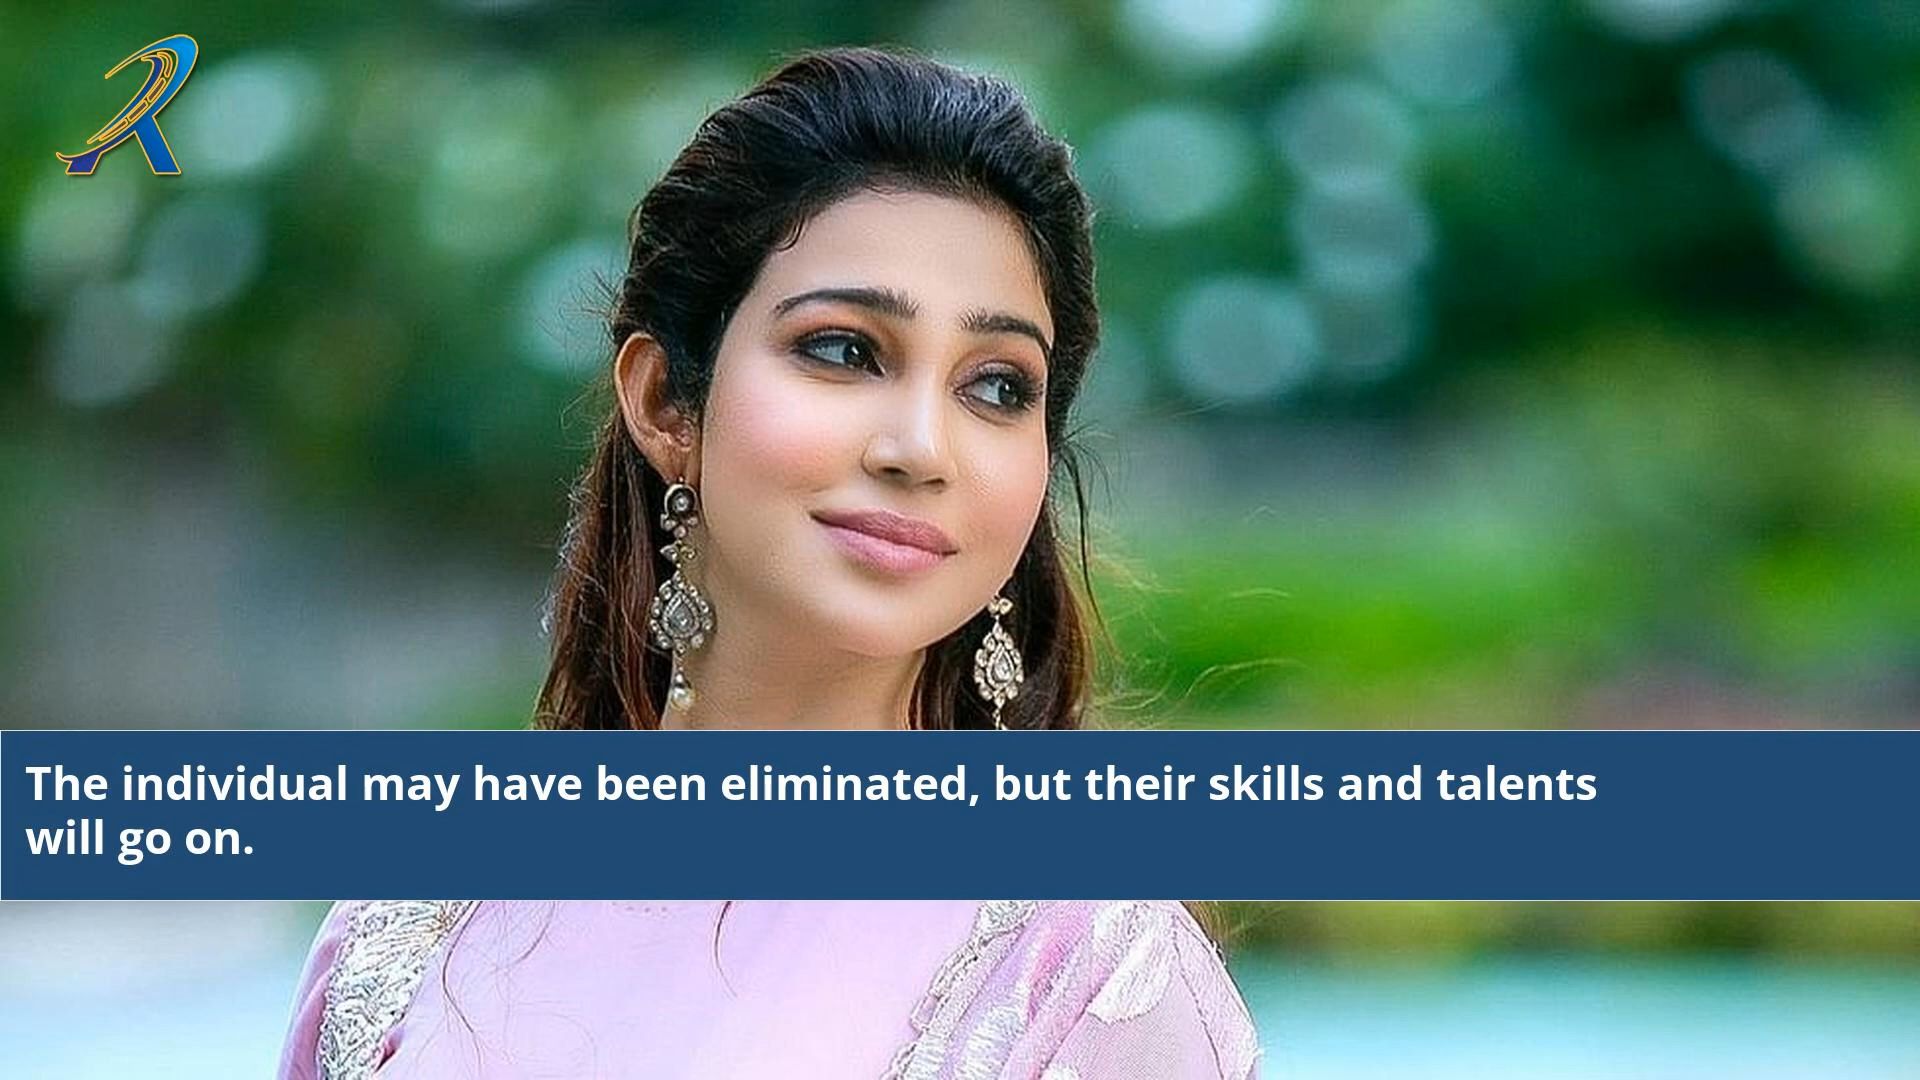 The individual may have been eliminated, but their skills and talents
will go on.